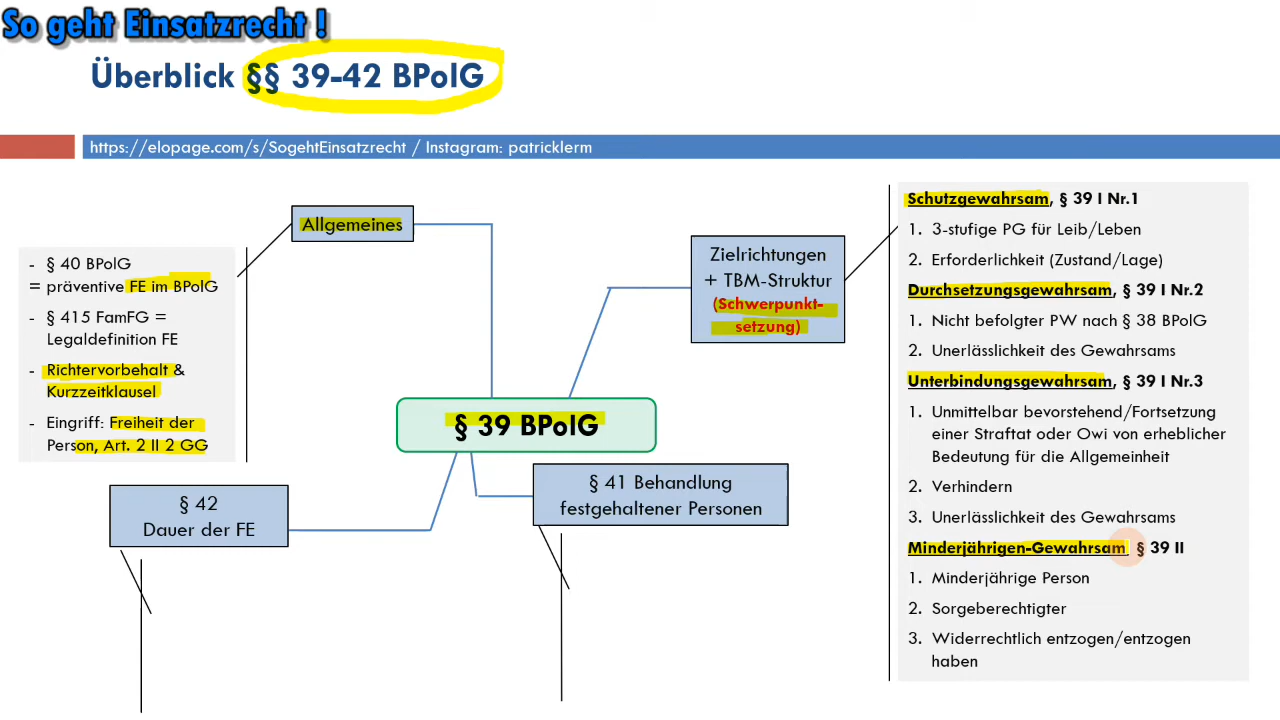 So geht Einsatzrecht !
Überblick §§ 39-42 BPolG
https://elopage.com/s/SogehtEinsatzrecht / Instagram: patricklerm
Allgemeines
- § 40 BPolG
= präventive FE im BPolG
- § 415 FamFG =
Legaldefinition FE
- Richtervorbehalt &
Kurzzeitklausel
- Eingriff: Freiheit der
Person, Art. 2 II 2 GG
Zielrichtungen
+ TBM-Struktur
(Schwerpunkt-
setzung)
Schutzgewahrsam, § 39 I Nr.1
1. 3-stufige PG für Leib/Leben
2. Erforderlichkeit (Zustand/Lage)
Durchsetzungsgewahrsam, § 39 I Nr.2
1. Nicht befolgter PW nach § 38 BPolG
2. Unerlässlichkeit des Gewahrsams
Unterbindungsgewahrsam, § 39 I Nr.3
1. Unmittelbar bevorstehend/Fortsetzung
einer Straftat oder Owi von erheblicher
Bedeutung für die Allgemeinheit
2. Verhindern
3. Unerlässlichkeit des Gewahrsams
Minderjährigen-Gewahrsam § 39 II
1. Minderjährige Person
2. Sorgeberechtigter
3. Widerrechtlich entzogen/entzogen
haben
§ 39 BPolG
§ 42
Dauer der FE
§ 41 Behandlung
festgehaltener Personen